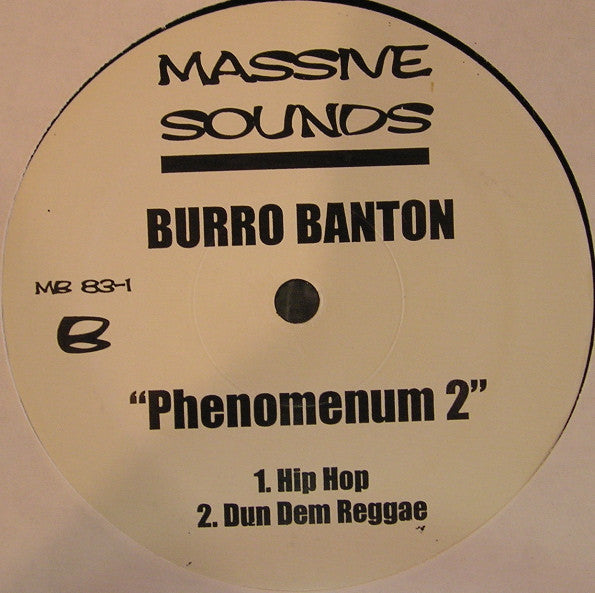 MASSIVE
SOUNDS
BURRO BANTON
MB 83-1
B
“Phenomenum 2”
1. Hip Hop
2. Dun Dem Reggae